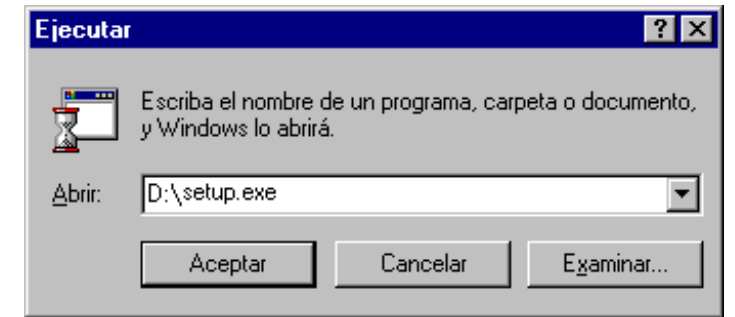 Ejecutar
Escriba el nombre de un programa, carpeta o documento,
y Windows lo abrirá.
Abrir:
D:\setup.exe
Aceptar
Cancelar
Examinar...